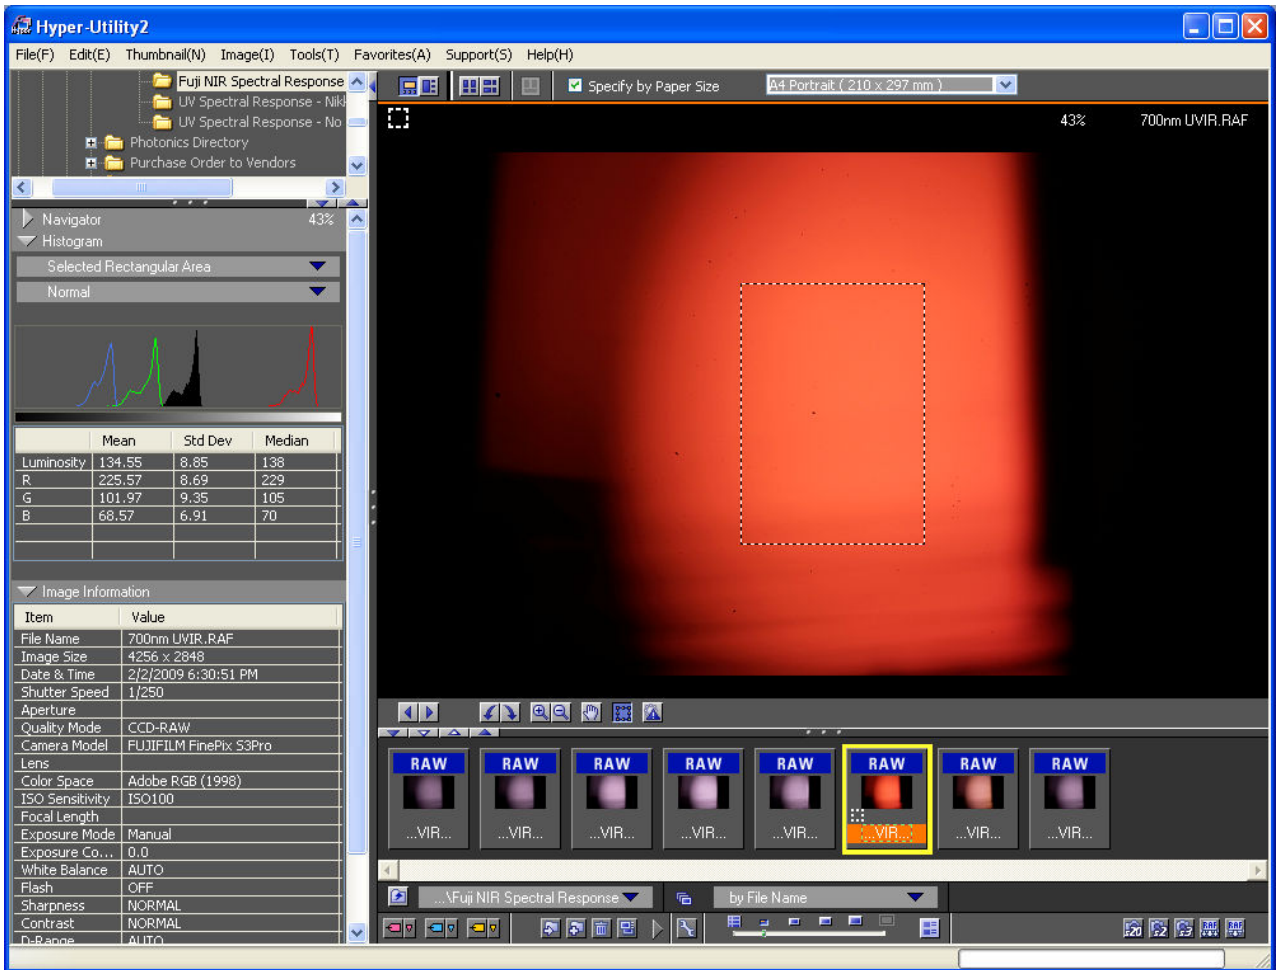 Hyper-Utility2
File(F) Edit(E) Thumbnail(N) Image(I) Tools(T) Favorites(A) Support(S) Help(H)
Fuji NIR Spectral Response
UV Spectral Response - Nik
UV Spectral Response - No
Photonics Directory
Purchase Order to Vendors
Specify by Paper Size
A4 Portrait ( 210 x 297 mm )
43%
700nm UVIR.RAF
Navigator 43%
Histogram
Selected Rectangular Area
Normal
Mean Std Dev Median
Luminosity 134.55 8.85 138
R 225.57 8.69 229
G 101.97 9.35 105
B 68.57 6.91 70
Image Information
Item Value
File Name 700nm UVIR.RAF
Image Size 4256 x 2848
Date & Time 2/2/2009 6:30:51 PM
Shutter Speed 1/250
Aperture
Quality Mode CCD-RAW
Camera Model FUJIFILM FinePix S3Pro
Lens
Color Space Adobe RGB (1998)
ISO Sensitivity ISO100
Focal Length
Exposure Mode Manual
Exposure Co... 0.0
White Balance AUTO
Flash OFF
Sharpness NORMAL
Contrast NORMAL
D-Range AUTO
RAW RAW RAW RAW RAW RAW RAW RAW
...VIR... ...VIR... ...VIR... ...VIR... ...VIR... ...VIR... ...VIR... ...VIR...
...\Fuji NIR Spectral Response
by File Name